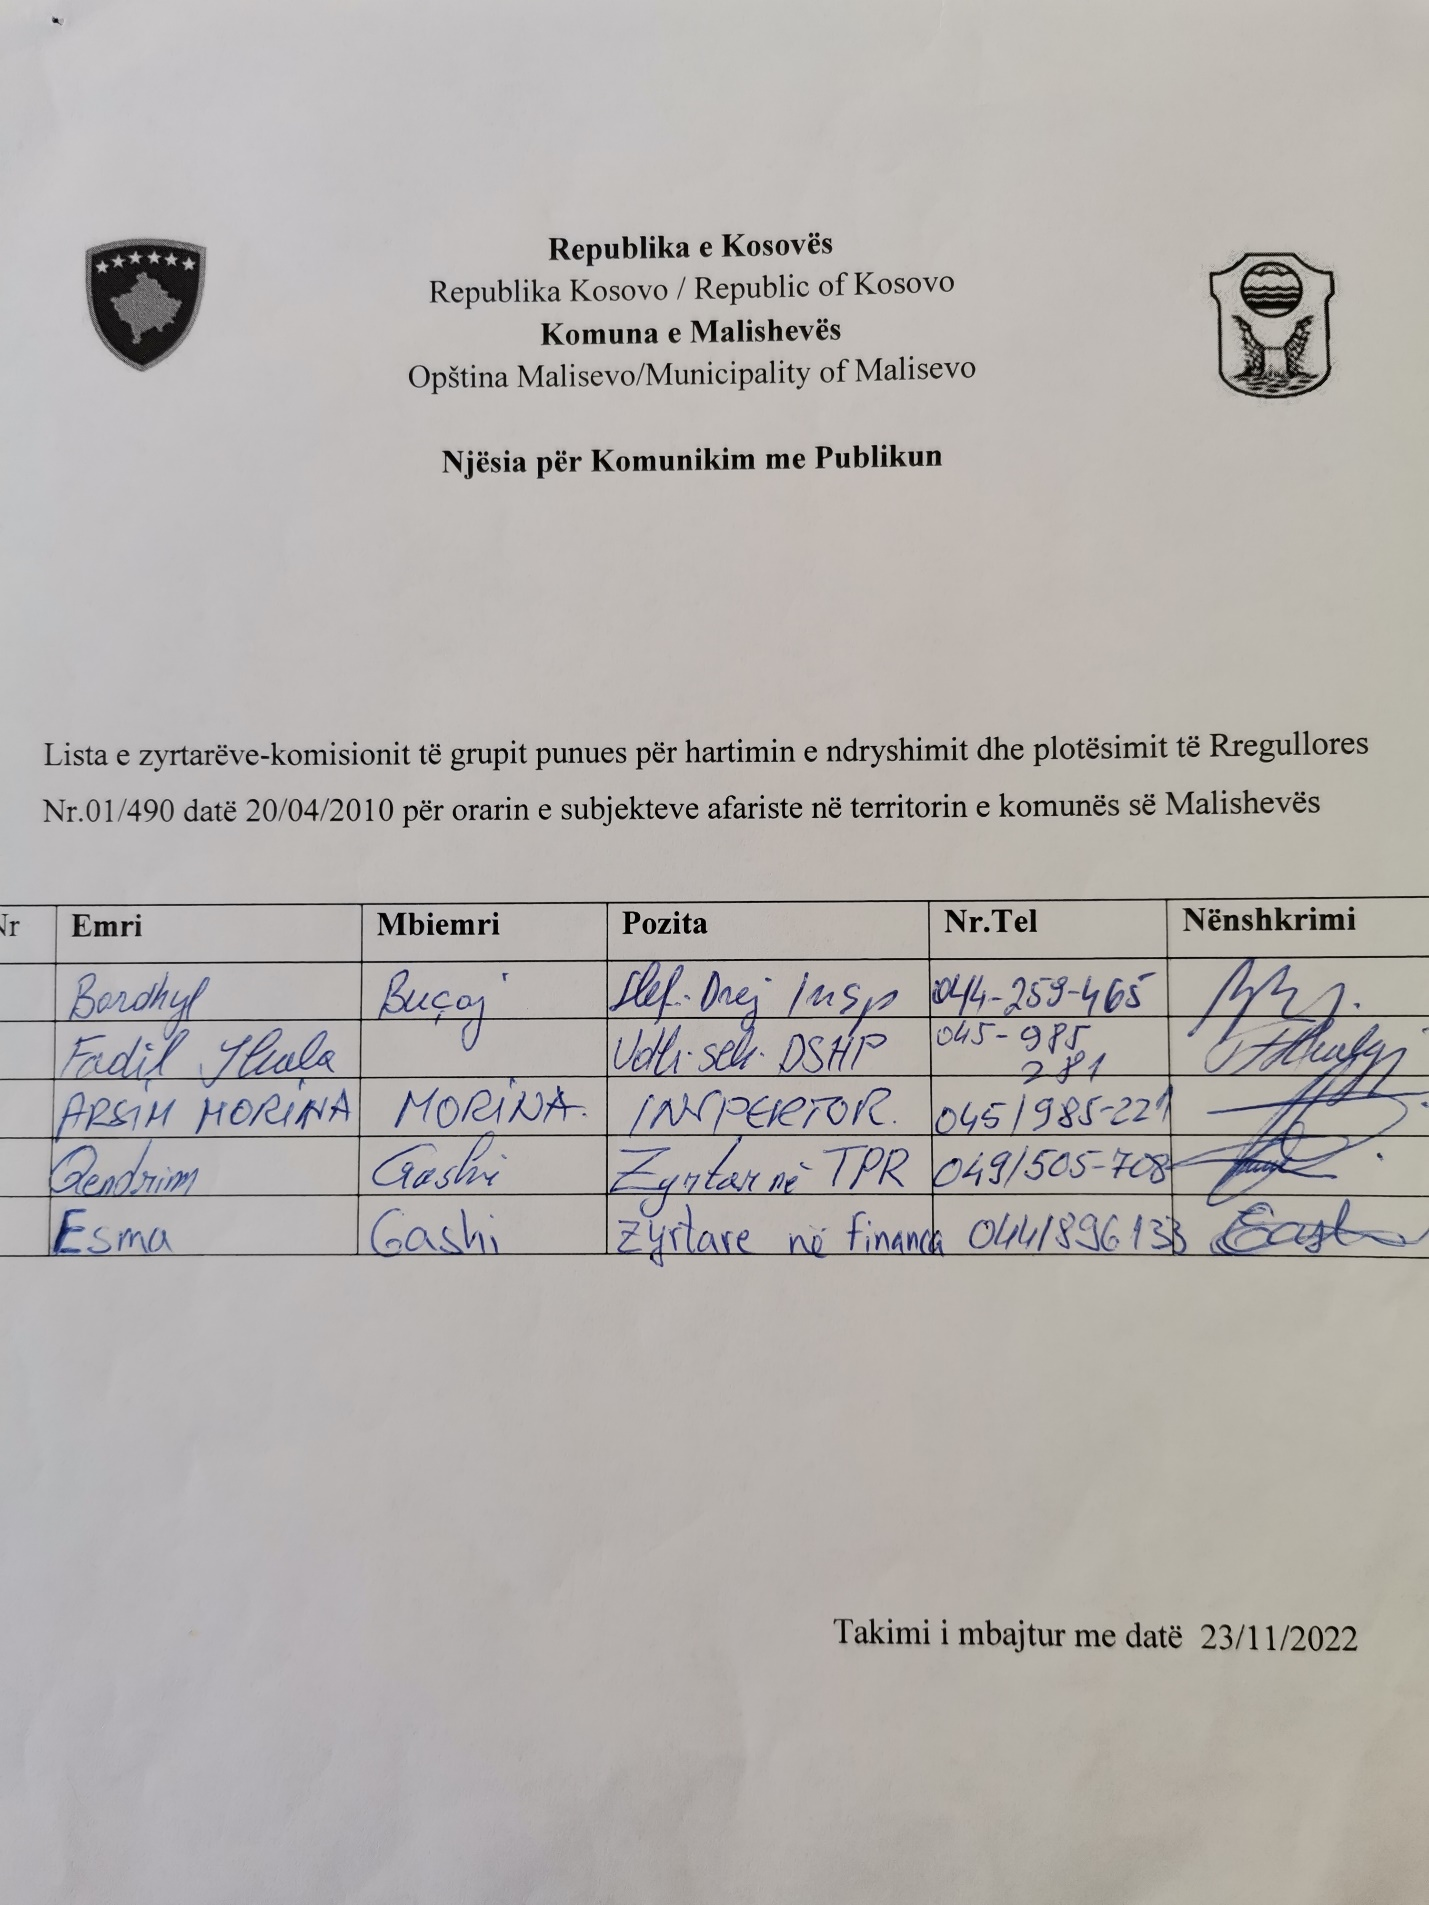 Republika e Kosovës
Republika Kosovo / Republic of Kosovo
Komuna e Malishevës
Opština Malisevo/Municipality of Malisevo
Njësia për Komunikim me Publikun
Lista e zyrtarëve-komisionit të grupit punues për hartimin e ndryshimit dhe plotësimit të Rregullores
Nr.01/490 datë 20/04/2010 për orarin e subjekteve afariste në territorin e komunës së Malishevës
Nr Emri Mbiemri Pozita Nr.Tel Nënshkrimi
Bardhyl Buçaj Drej Insp 044-259-465
Fadil DSHP 045-985
281
ARSIM MORINA MORINA. INSPEKTOR. 045/985-221
Qendrim Gashi Zyrtar në TPR 049/505-708
Esma Gashi Zyrtare në financa 044/896133
Takimi i mbajtur me datë 23/11/2022